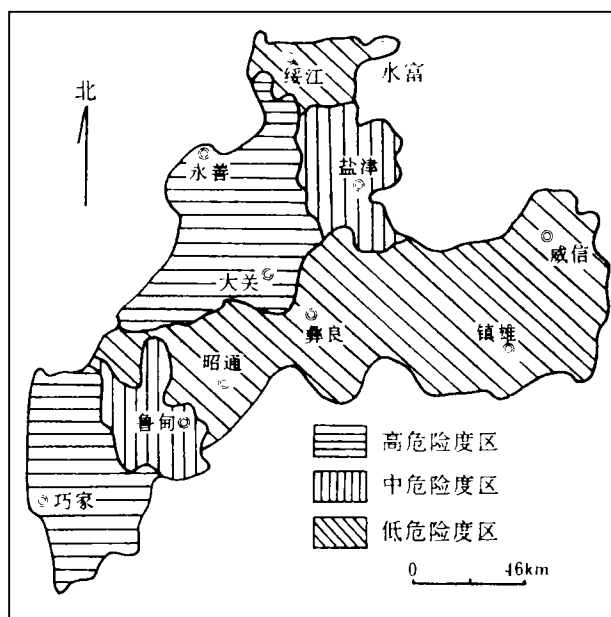 绥江
水富
北
永善
盐津
威信
大关
彝良
镇雄
昭通
鲁甸
高危险度区
中危险度区
巧家
低危险度区
0 46km